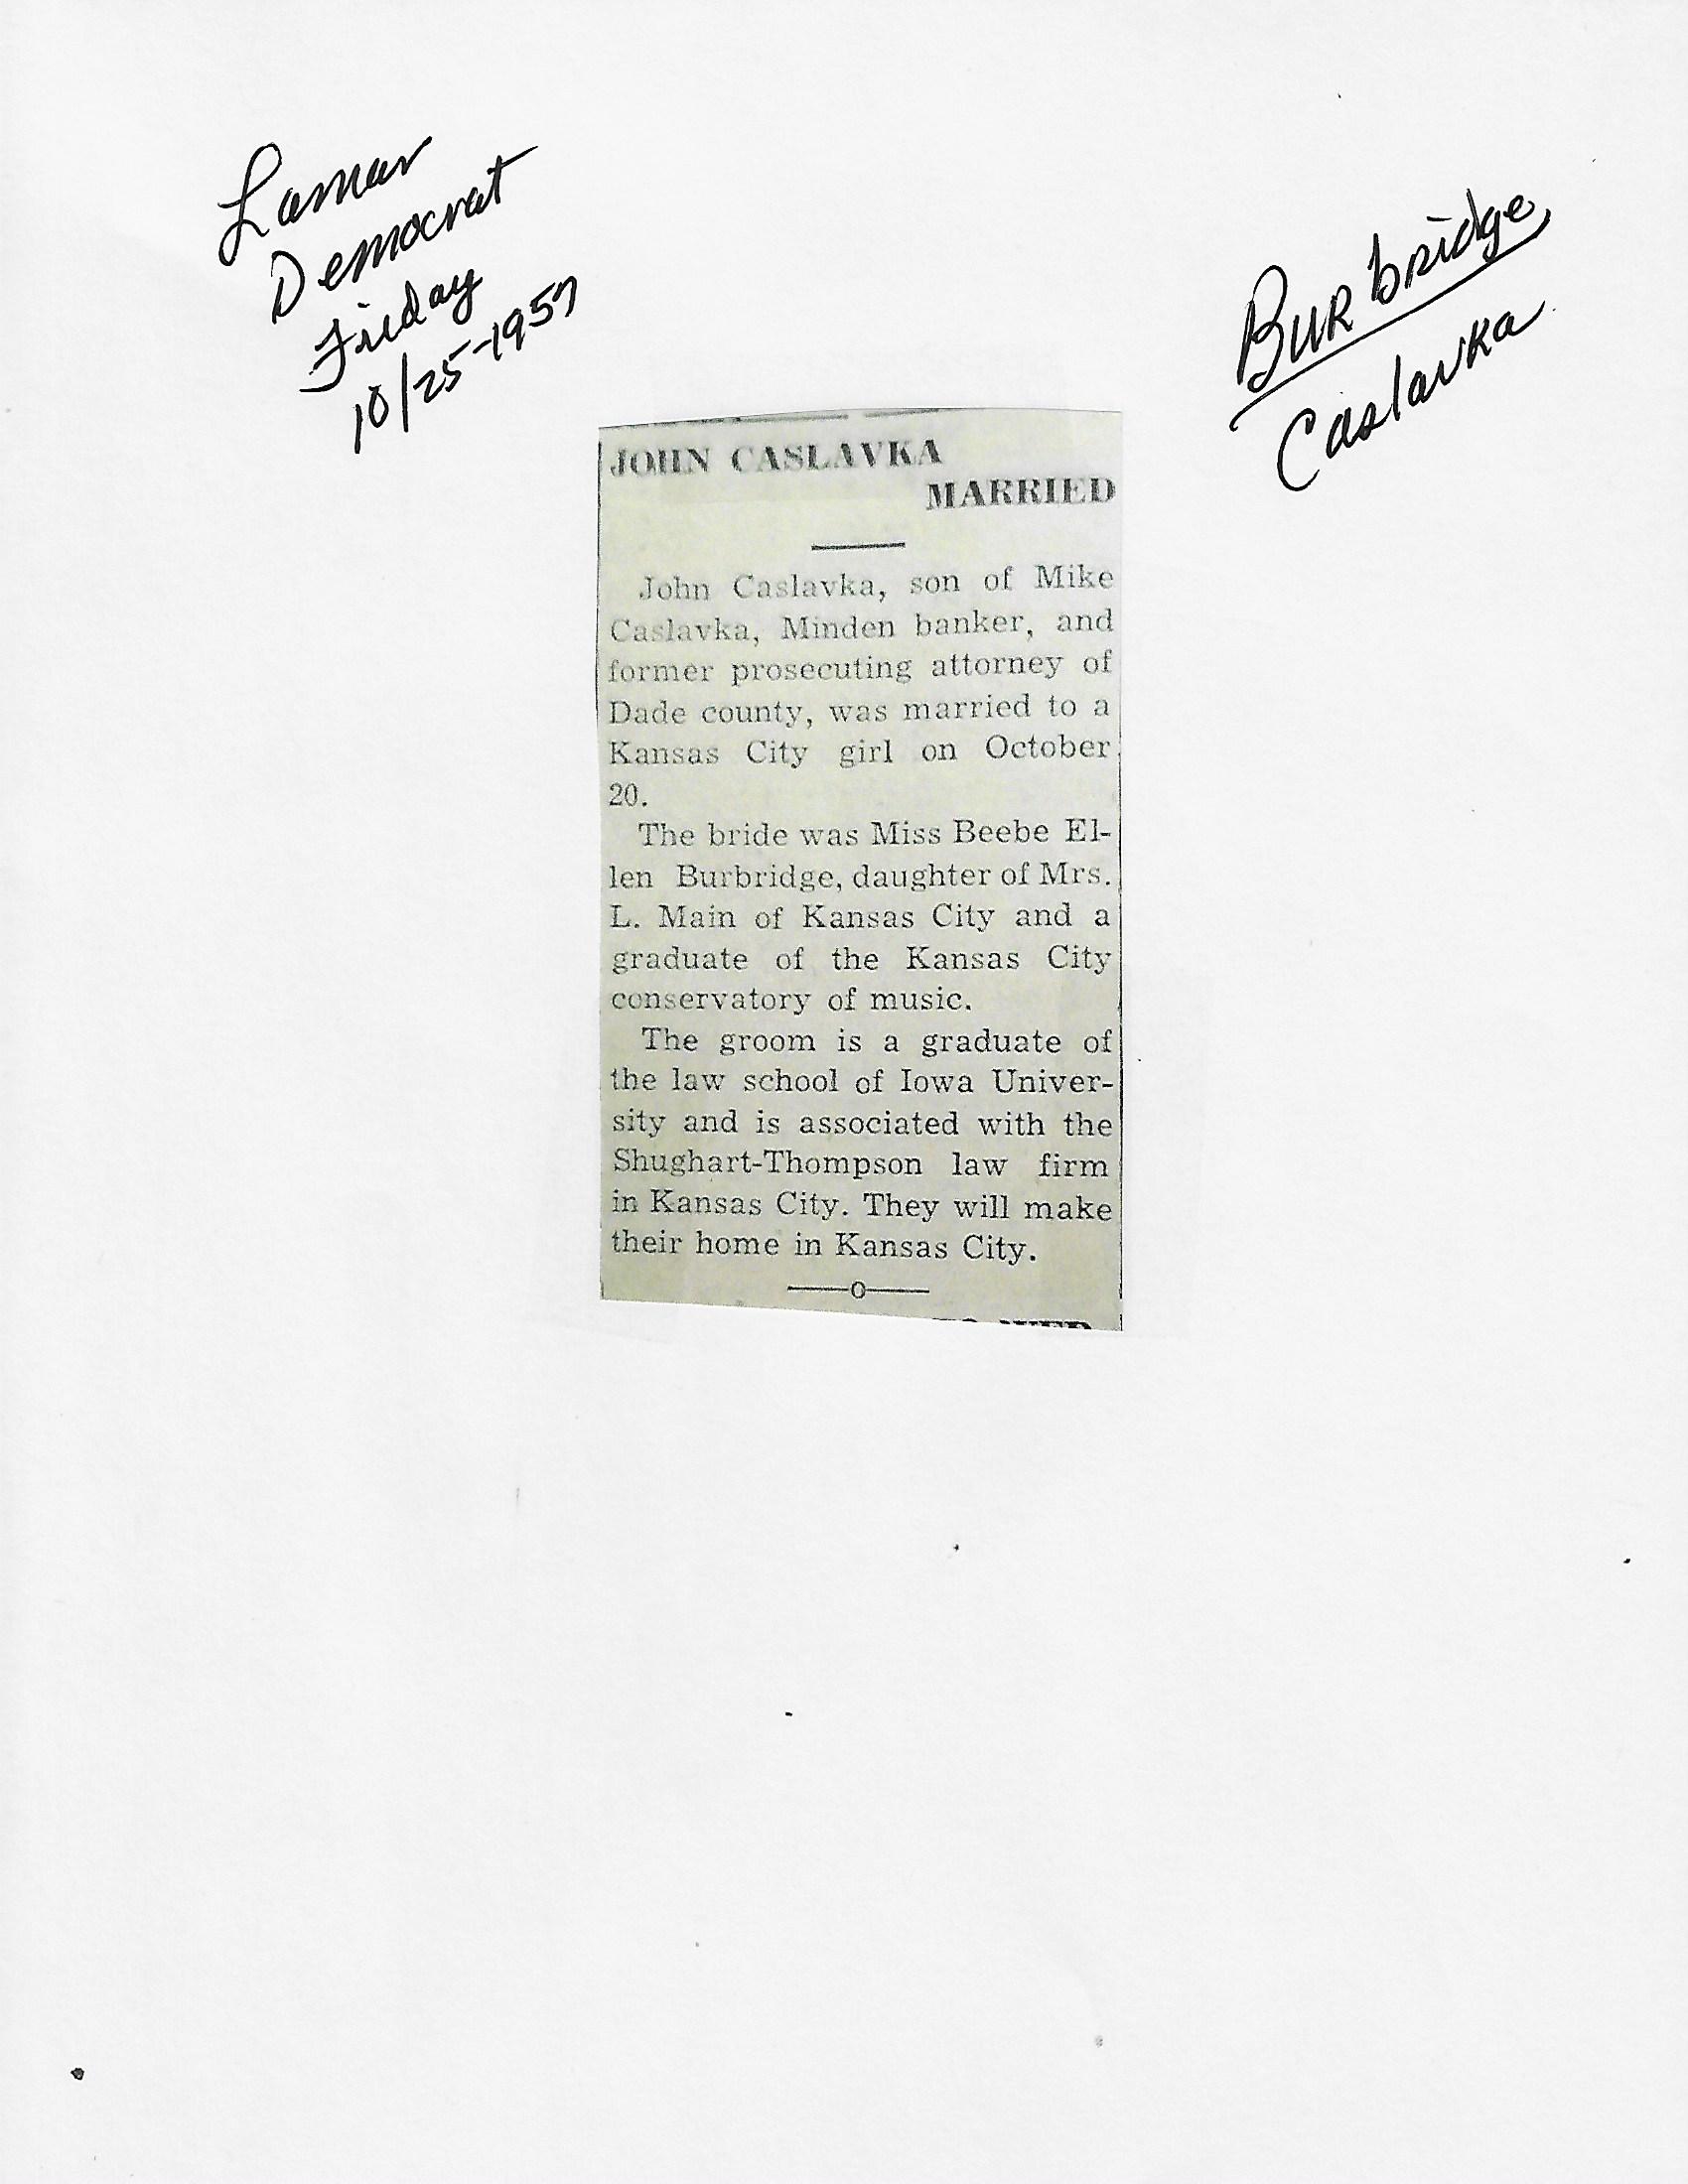 Lamar
Democrat
Friday
10/25-1957
Burbridge
Caslavka
JOHN CASLAVKA
MARRIED
John Caslavka, son of Mike
Caslavka, Minden banker, and
former prosecuting attorney of
Dade county, was married to a
Kansas City girl on October
20.
The bride was Miss Beebe El-
len Burbridge, daughter of Mrs.
L. Main of Kansas City and a
graduate of the Kansas City
conservatory of music.
The groom is a graduate of
the law school of Iowa Univer-
sity and is associated with the
Shughart-Thompson law firm
in Kansas City. They will make
their home in Kansas City.
—o—